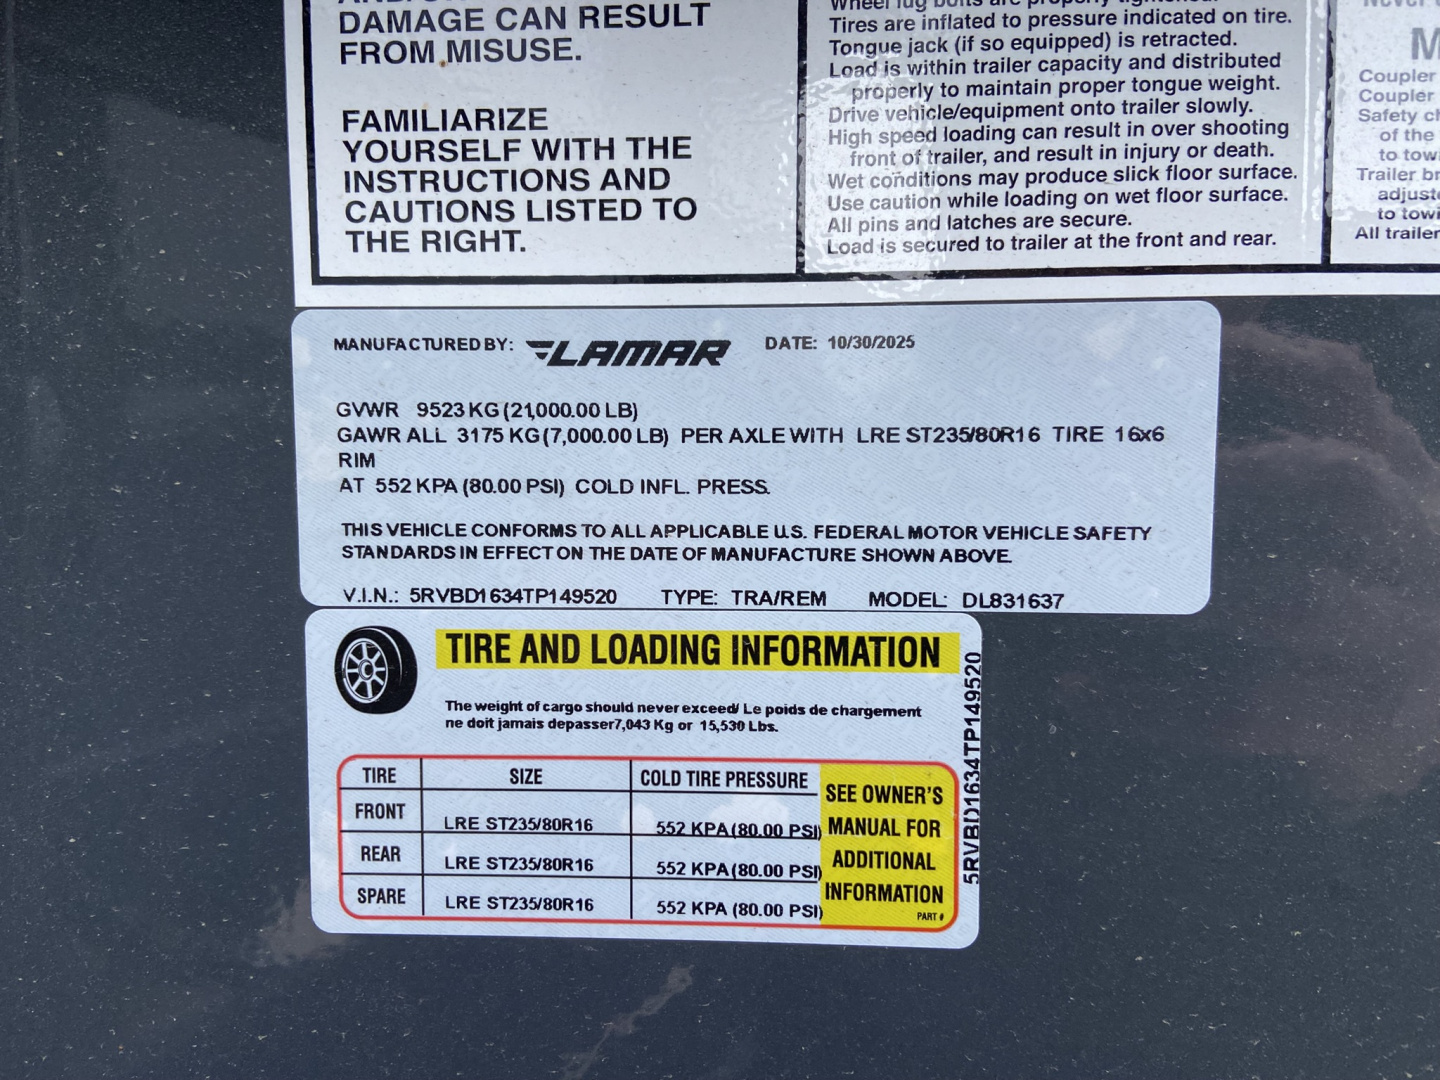 DAMAGE CAN RESULT
FROM MISUSE.
FAMILIARIZE
YOURSELF WITH THE
INSTRUCTIONS AND
CAUTIONS LISTED TO
THE RIGHT.
Wheel lug bolts are properly tightened.
Tires are inflated to pressure indicated on tire.
Tongue jack (if so equipped) is retracted.
Load is within trailer capacity and distributed
properly to maintain proper tongue weight.
Drive vehicle/equipment onto trailer slowly.
High speed loading can result in over shooting
front of trailer, and result in injury or death.
Wet conditions may produce slick floor surface.
Use caution while loading on wet floor surface.
All pins and latches are secure.
Load is secured to trailer at the front and rear.
Coupler
Coupler
Safety
of the
to
Trailer
to
All trailer
MANUFACTURED BY: LAMAR DATE: 10/30/2025
GVWR 9523 KG (21,000.00 LB)
GAWR ALL 3175 KG (7,000.00 LB) PER AXLE WITH LRE ST235/80R16 TIRE 16x6
RIM
AT 552 KPA (80.00 PSI) COLD INFL. PRESS.
THIS VEHICLE CONFORMS TO ALL APPLICABLE U.S. FEDERAL MOTOR VEHICLE SAFETY
STANDARDS IN EFFECT ON THE DATE OF MANUFACTURE SHOWN ABOVE.
V.I.N.: 5RVBD1634TP149520 TYPE: TRA/REM MODEL: DL831637
TIRE AND LOADING INFORMATION
The weight of cargo should never exceed/ Le poids de chargement
ne doit jamais depasser7,043 Kg or 15,530 Lbs.
TIRE SIZE COLD TIRE PRESSURE
FRONT LRE ST235/80R16 552 KPA (80.00 PSI)
REAR LRE ST235/80R16 552 KPA (80.00 PSI)
SPARE LRE ST235/80R16 552 KPA (80.00 PSI)
SEE OWNER'S
MANUAL FOR
ADDITIONAL
INFORMATION
PART #
5RVBD1634TP149520